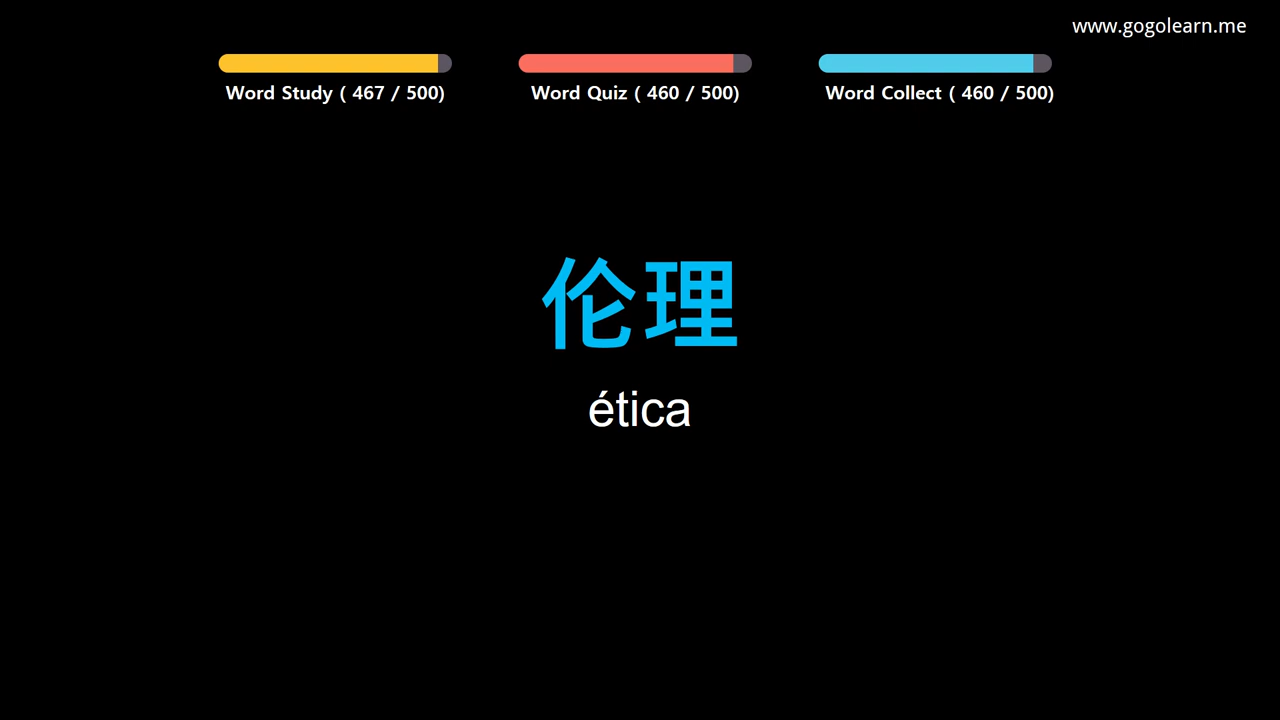 www.gogolearn.me
Word Study ( 467 / 500)
Word Quiz ( 460 / 500)
Word Collect ( 460 / 500)
伦理
ética